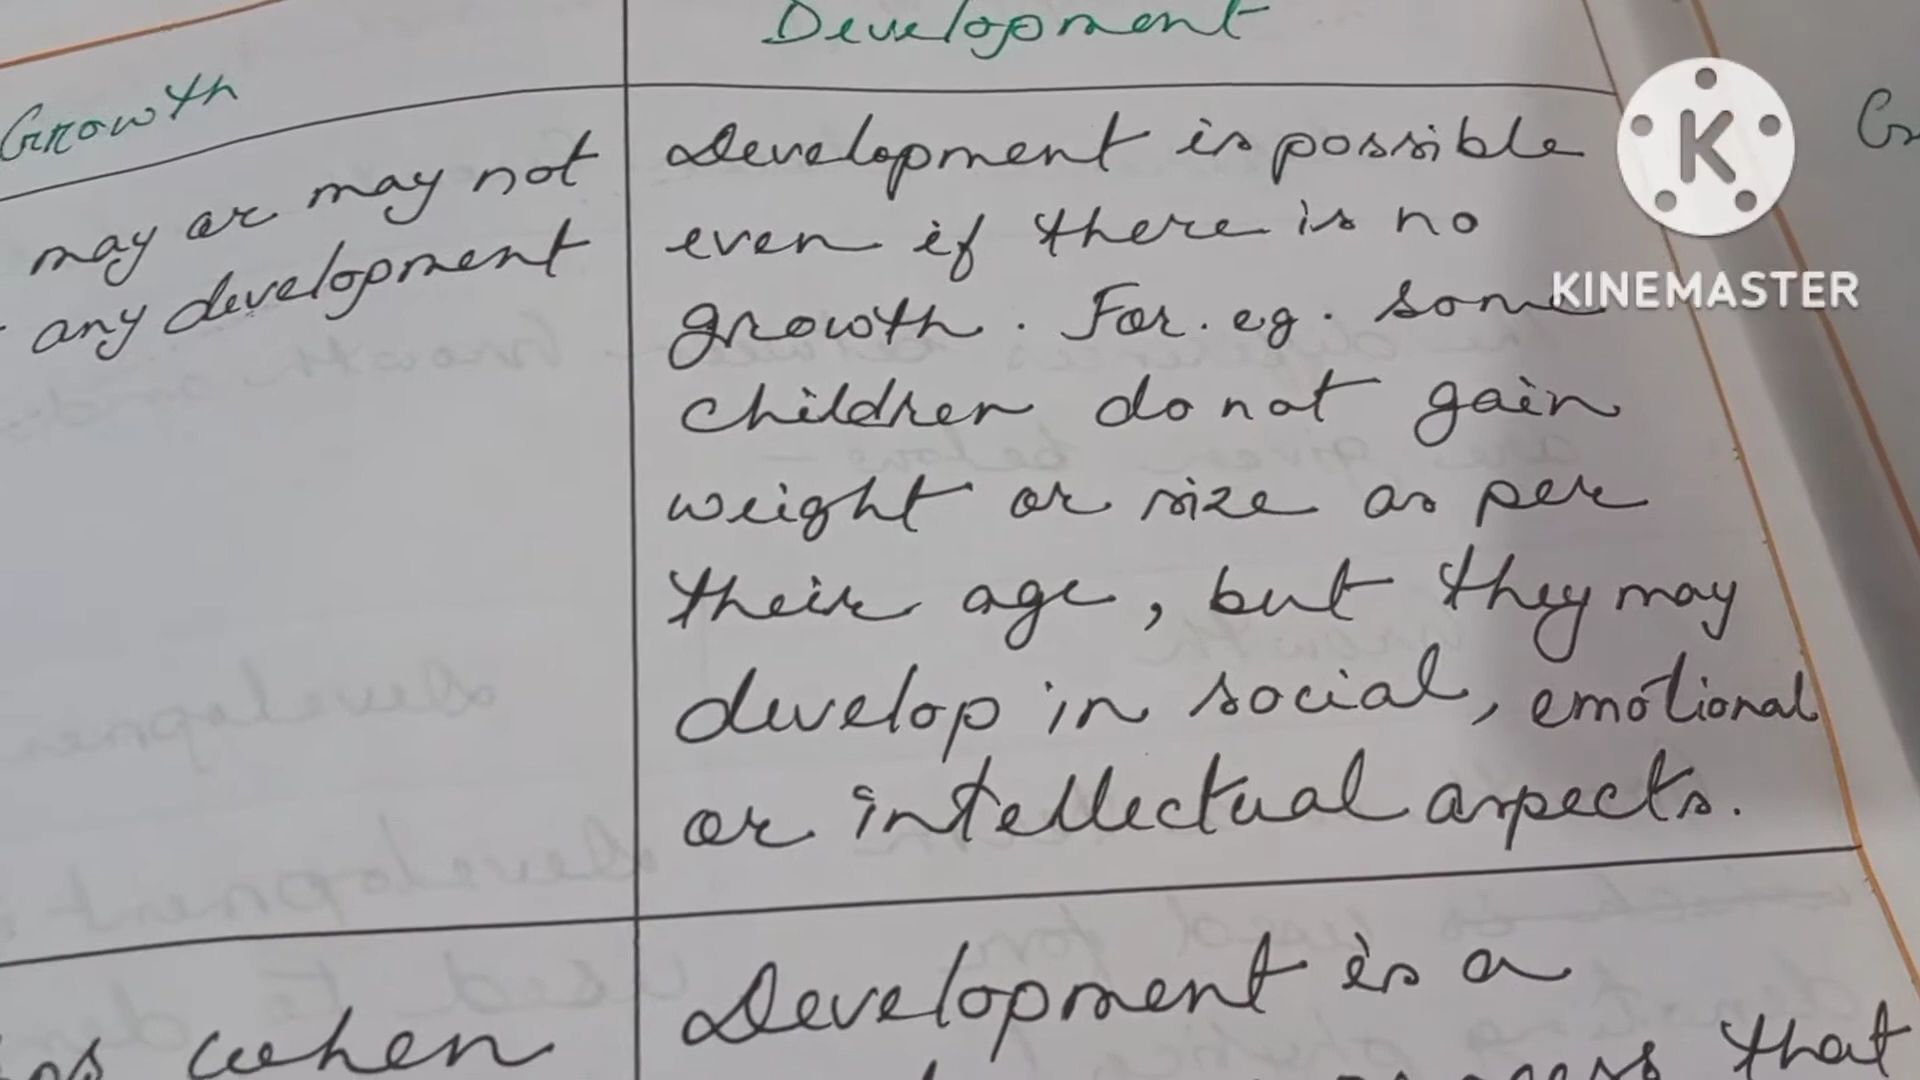 Growth
may or may not
any development
Development
Development is possible
even if there is no
growth. For. eg. some
children do not gain
weight or size as per
their age, but they may
develop in social, emotional
or intellectual aspects.
when
Development is a
that
K
KINEMASTER